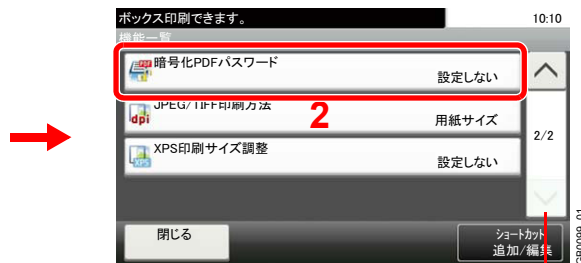 ボックス印刷できます。
10:10
機能一覧
暗号化PDFパスワード
設定しない
JPEG/TIFF印刷方法
2
用紙サイズ
2/2
XPS印刷サイズ調整
設定しない
閉じる
ショートカット
追加/編集